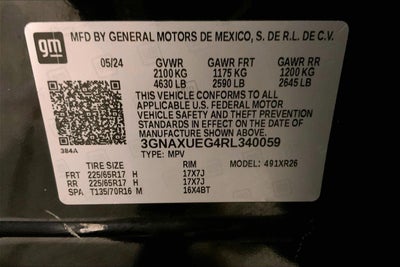 gm
MFD BY GENERAL MOTORS DE MEXICO, S. DE R.L. DE C.V.
05/24 GVWR GAWR FRT GAWR RR
2100 KG 1175 KG 1200 KG
4630 LB 2590 LB 2645 LB
THIS VEHICLE CONFORMS TO ALL
APPLICABLE U.S. FEDERAL MOTOR
VEHICLE SAFETY AND THEFT PREVENTION
STANDARDS IN EFFECT ON THE DATE OF
MANUFACTURE SHOWN ABOVE.
3GNAXUEG4RL340059
384A
TYPE: MPV
TIRE SIZE RIM MODEL: 491XR26
FRT 225/65R17 H 17X7J
RR 225/65R17 H 17X7J
SPA T135/70R16 M 16X4BT